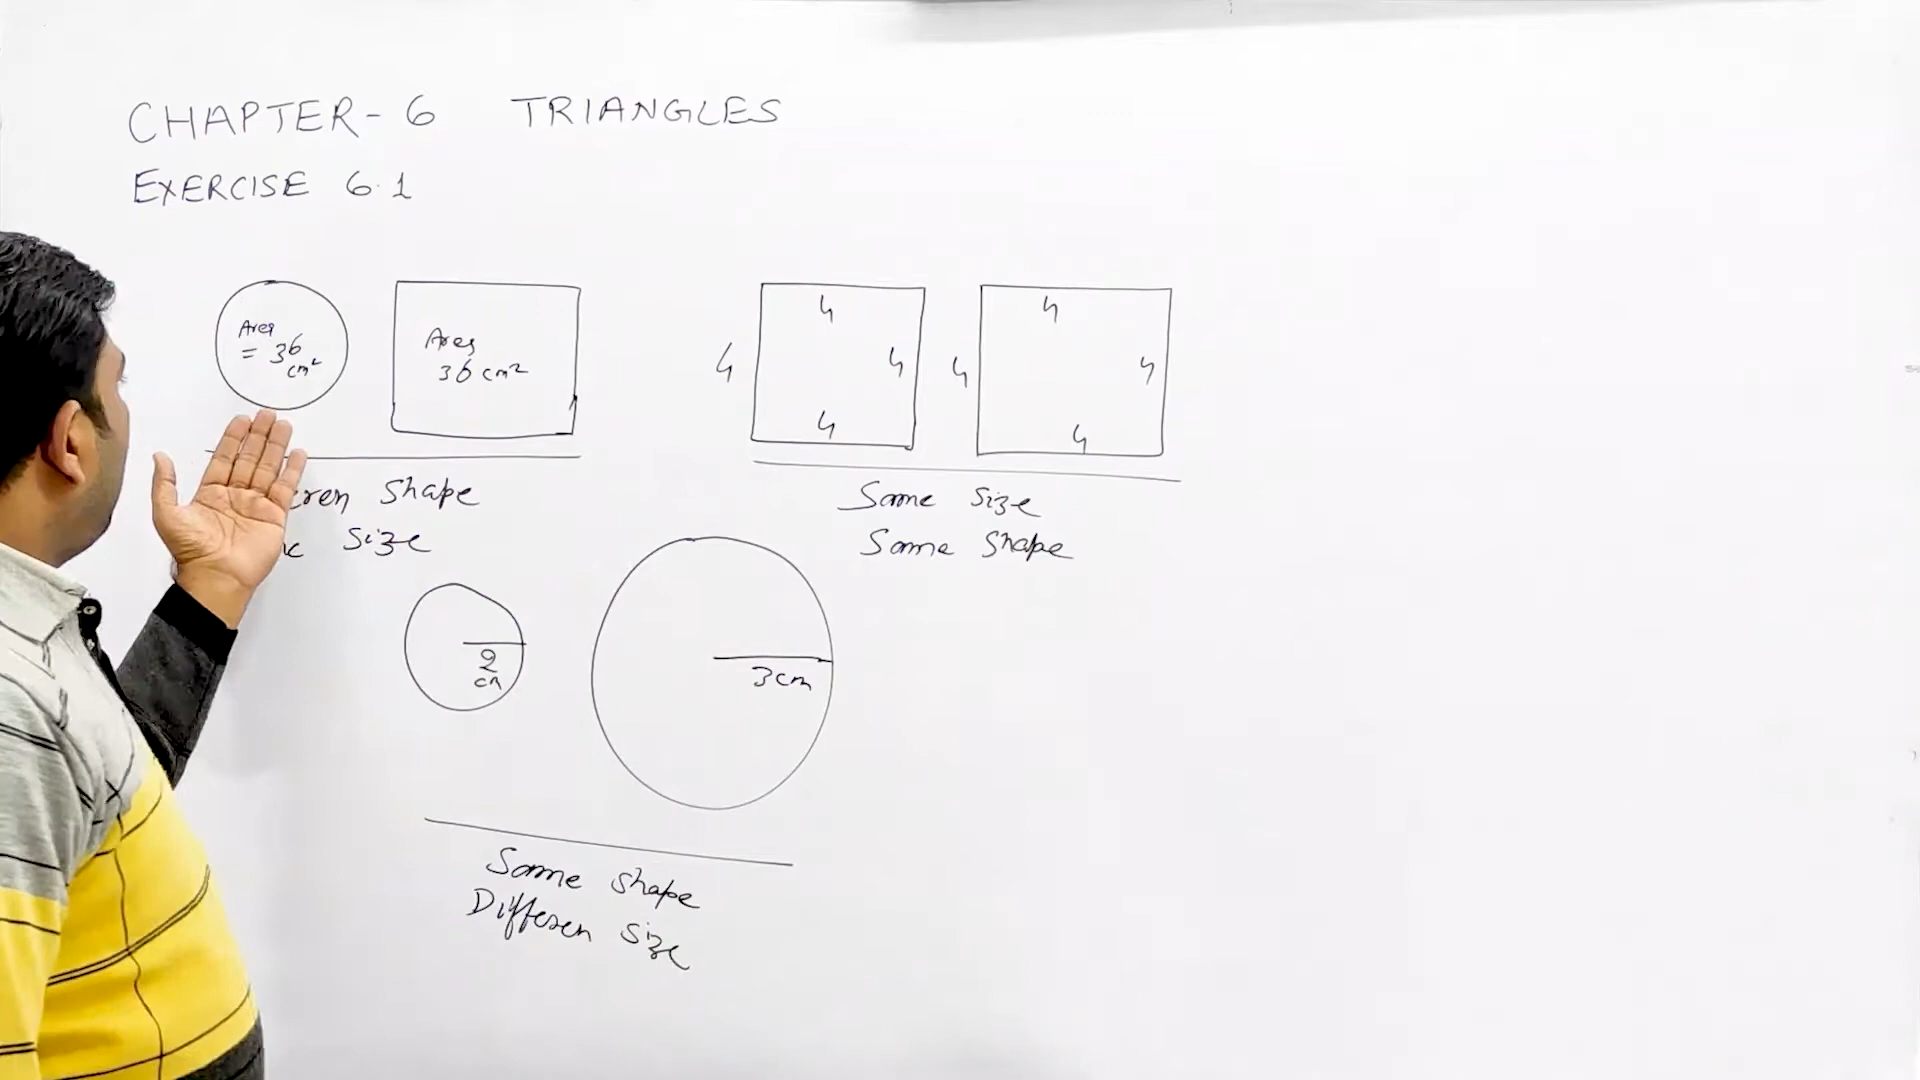 CHAPTER-6 TRIANGLES
EXERCISE 6.1
Area
= 36
cm²
Area
36 cm²
4
4
4
4
4
4
4
4
Shape
Size
Same Size
Same Shape
2
cm
3cm
Same Shape
Differen Size